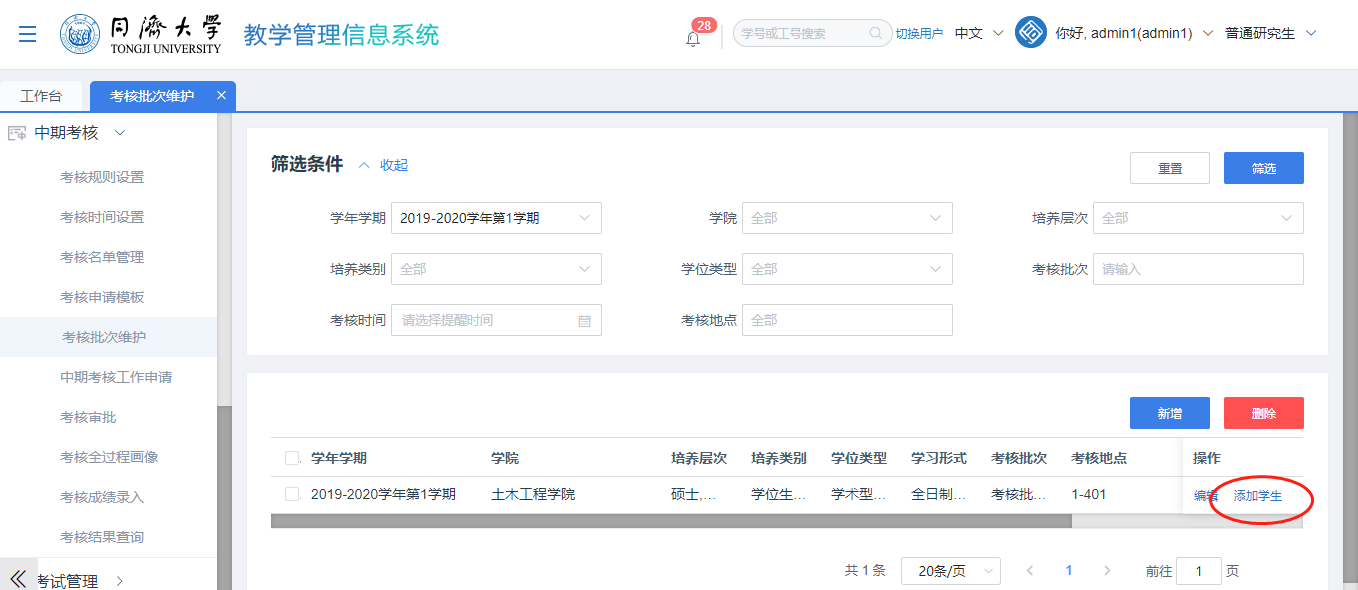 同濟大学
TONGJI UNIVERSITY
教学管理信息系统
28
学号或工号搜索
切换用户
中文
你好, admin1(admin1)
普通研究生
工作台
考核批次维护 ×
中期考核
考核规则设置
考核时间设置
考核名单管理
考核申请模板
考核批次维护
中期考核工作申请
考核审批
考核全过程画像
考核成绩录入
考核结果查询
考试管理
筛选条件 收起
重置 筛选
学年学期 2019-2020学年第1学期 学院 全部 培养层次 全部
培养类别 全部 学位类型 全部 考核批次 请输入
考核时间 请选择提醒时间 考核地点 全部
新增 删除
学年学期 学院 培养层次 培养类别 学位类型 学习形式 考核批次 考核地点 操作
2019-2020学年第1学期 土木工程学院 硕士,... 学位生... 学术型... 全日制... 考核批... 1-401 编辑 添加学生
共 1 条 20条/页 1 前往 1 页